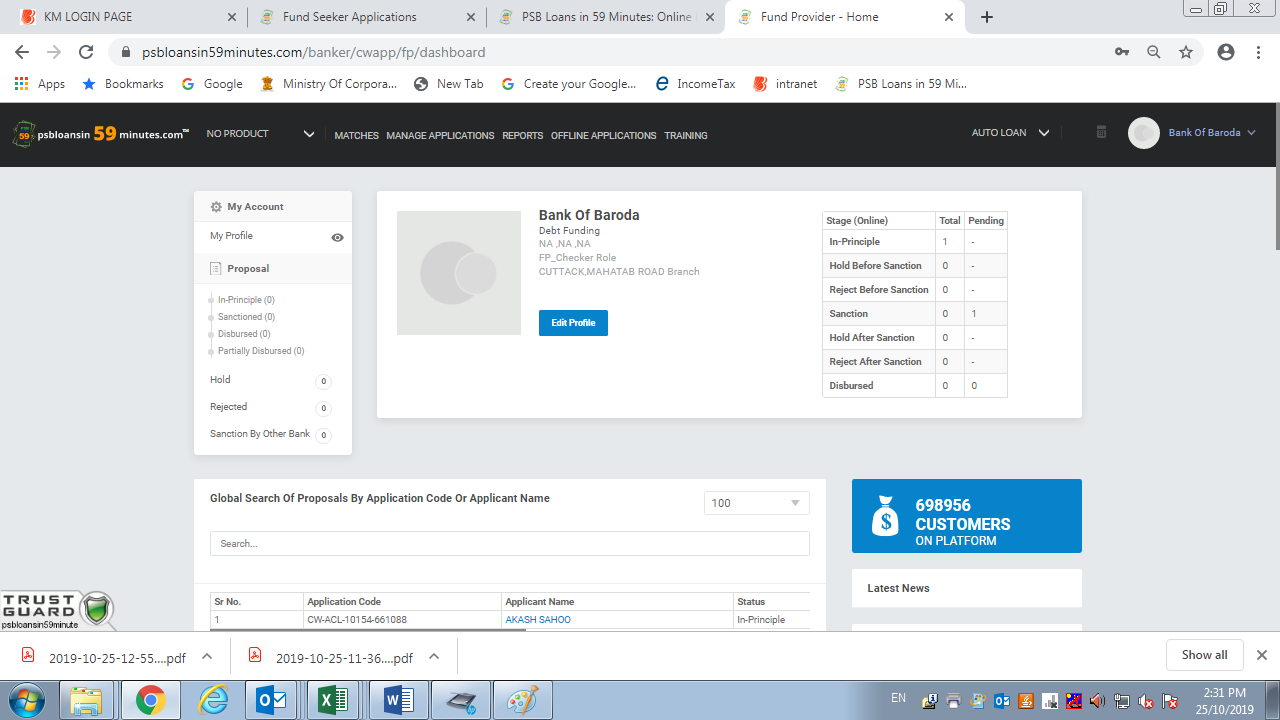 KM LOGIN PAGE
Fund Seeker Applications
PSB Loans in 59 Minutes: Online
Fund Provider - Home
psbloansin59minutes.com/banker/cwapp/fp/dashboard
Apps
Bookmarks
Google
Ministry Of Corpora...
New Tab
Create your Google...
IncomeTax
intranet
PSB Loans in 59 Mi...
psbloansin 59 minutes.com™
NO PRODUCT
MATCHES
MANAGE APPLICATIONS
REPORTS
OFFLINE APPLICATIONS
TRAINING
AUTO LOAN
Bank Of Baroda
My Account
My Profile
Proposal
In-Principle (0)
Sanctioned (0)
Disbursed (0)
Partially Disbursed (0)
Hold 0
Rejected 0
Sanction By Other Bank 0
Bank Of Baroda
Debt Funding
NA ,NA ,NA
FP_Checker Role
CUTTACK,MAHATAB ROAD Branch
Edit Profile
Stage (Online) Total Pending
In-Principle 1 -
Hold Before Sanction 0 -
Reject Before Sanction 0 -
Sanction 0 1
Hold After Sanction 0 -
Reject After Sanction 0 -
Disbursed 0 0
Global Search Of Proposals By Application Code Or Applicant Name
100
Search...
Sr No. Application Code Applicant Name Status
1 CW-ACL-10154-661088 AKASH SAHOO In-Principle
698956
CUSTOMERS
ON PLATFORM
Latest News
TRUST
GUARD
psbloansin59minute
2019-10-25-12-55....pdf
2019-10-25-11-36....pdf
Show all
EN
2:31 PM
25/10/2019